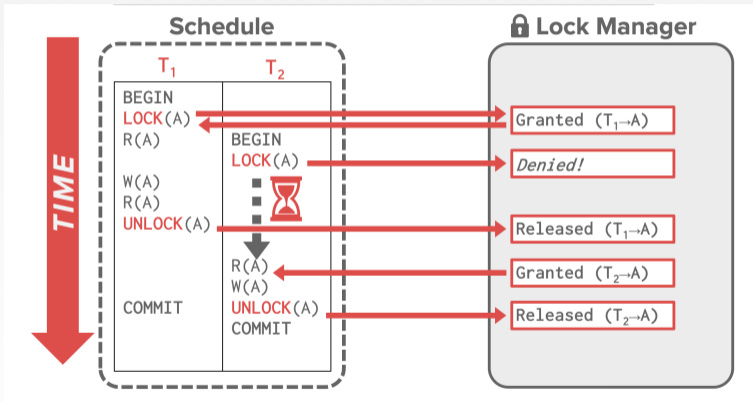 Schedule
Lock Manager
TIME
T1
T2
BEGIN
LOCK(A)
R(A)
W(A)
R(A)
UNLOCK(A)
COMMIT
BEGIN
LOCK(A)
R(A)
W(A)
UNLOCK(A)
COMMIT
Granted (T1→A)
Denied!
Released (T1→A)
Granted (T2→A)
Released (T2→A)